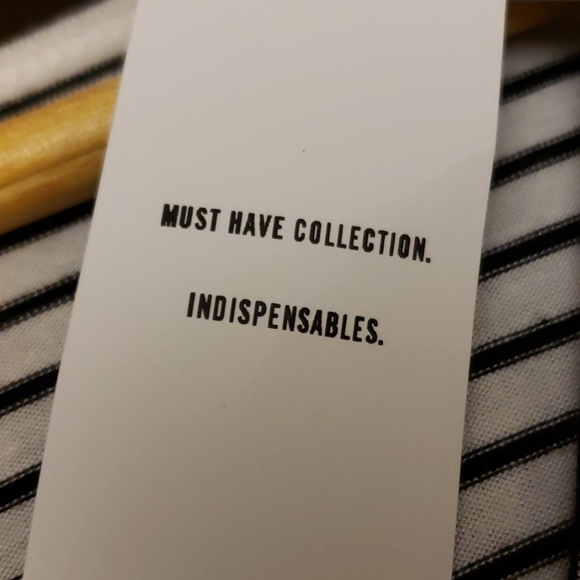 MUST HAVE COLLECTION.
INDISPENSABLES.